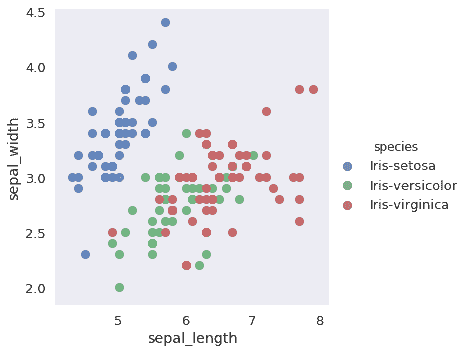 4.5
4.0
3.5
3.0
2.5
2.0
sepal_width
5
6
7
8
sepal_length
species
Iris-setosa
Iris-versicolor
Iris-virginica